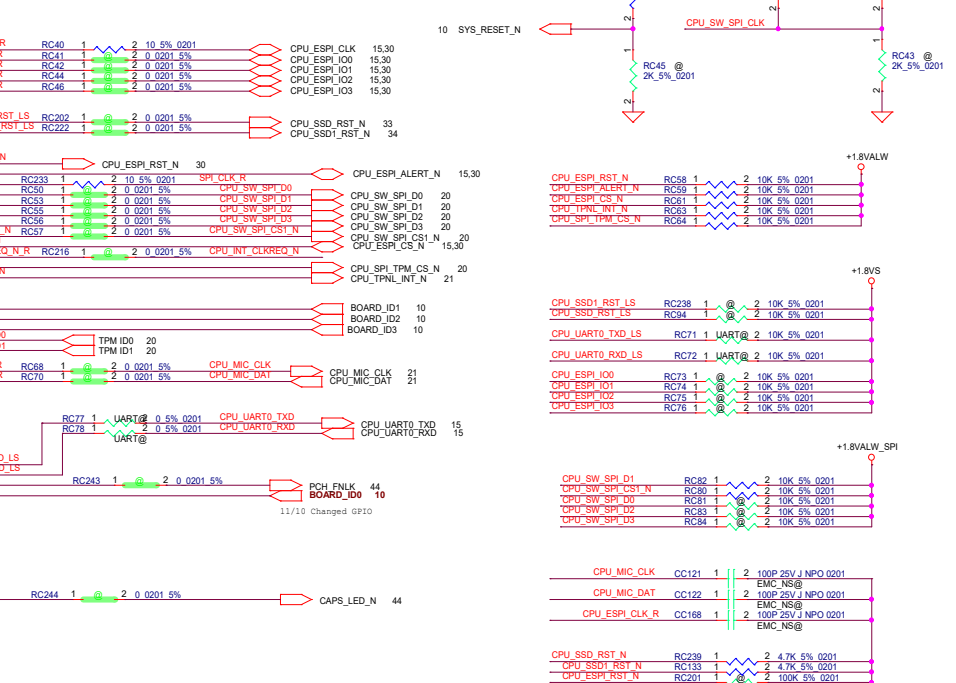 R RC40 1 2 10_5%_0201 CPU_ESPI_CLK 15,30
R RC41 1 @ 2 0_0201_5% CPU_ESPI_IO0 15,30
R RC42 1 @ 2 0_0201_5% CPU_ESPI_IO1 15,30
R RC44 1 @ 2 0_0201_5% CPU_ESPI_IO2 15,30
R RC46 1 @ 2 0_0201_5% CPU_ESPI_IO3 15,30
RST_LS RC202 1 @ 2 0_0201_5% CPU_SSD_RST_N 33
RST_LS RC222 1 @ 2 0_0201_5% CPU_SSD1_RST_N 34
N CPU_ESPI_RST_N 30
CPU_ESPI_ALERT_N 15,30
RC233 1 2 10_5%_0201 SPI_CLK_R
RC50 1 @ 2 0_0201_5% CPU_SW_SPI_D0 CPU_SW_SPI_D0 20
RC53 1 @ 2 0_0201_5% CPU_SW_SPI_D1 CPU_SW_SPI_D1 20
RC55 1 @ 2 0_0201_5% CPU_SW_SPI_D2 CPU_SW_SPI_D2 20
RC56 1 @ 2 0_0201_5% CPU_SW_SPI_D3 CPU_SW_SPI_D3 20
N RC57 1 @ 2 0_0201_5% CPU_SW_SPI_CS1_N CPU_SW_SPI_CS1_N 20
CPU_ESPI_CS_N 15,30
EQ_N_R RC216 1 @ 2 0_0201_5% CPU_INT_CLKREQ_N
N CPU_SPI_TPM_CS_N 20
CPU_TPNL_INT_N 21
BOARD_ID1 10
BOARD_ID2 10
BOARD_ID3 10
00 TPM ID0 20
01 TPM ID1 20
R RC68 1 @ 2 0_0201_5% CPU_MIC_CLK CPU_MIC_CLK 21
R RC70 1 @ 2 0_0201_5% CPU_MIC_DAT CPU_MIC_DAT 21
RC77 1 UART@ 2 0_5%_0201 CPU_UART0_TXD CPU_UART0_TXD 15
RC78 1 2 0_5%_0201 CPU_UART0_RXD CPU_UART0_RXD 15
UART@
D_LS
D_LS
RC243 1 @ 2 0_0201_5% PCH_FNLK 44
BOARD_ID0 10
11/10 Changed GPIO
RC244 1 @ 2 0_0201_5% CAPS_LED_N 44
10 SYS_RESET_N
2
1
RC45 @
2K_5%_0201
2
CPU_SW_SPI_CLK
2
2
1
RC43 @
2K_5%_0201
2
+1.8VALW
CPU_ESPI_RST_N RC58 1 2 10K_5%_0201
CPU_ESPI_ALERT_N RC59 1 2 10K_5%_0201
CPU_ESPI_CS_N RC61 1 2 10K_5%_0201
CPU_TPNL_INT_N RC63 1 2 10K_5%_0201
CPU_SPI_TPM_CS_N RC64 1 2 10K_5%_0201
+1.8VS
CPU_SSD1_RST_LS RC238 1 @ 2 10K_5%_0201
CPU_SSD_RST_LS RC94 1 @ 2 10K_5%_0201
CPU_UART0_TXD_LS RC71 1 UART@ 2 10K_5%_0201
CPU_UART0_RXD_LS RC72 1 UART@ 2 10K_5%_0201
CPU_ESPI_IO0 RC73 1 @ 2 10K_5%_0201
CPU_ESPI_IO1 RC74 1 @ 2 10K_5%_0201
CPU_ESPI_IO2 RC75 1 @ 2 10K_5%_0201
CPU_ESPI_IO3 RC76 1 @ 2 10K_5%_0201
+1.8VALW_SPI
CPU_SW_SPI_D1 RC82 1 2 10K_5%_0201
CPU_SW_SPI_CS1_N RC80 1 2 10K_5%_0201
CPU_SW_SPI_D0 RC81 1 @ 2 10K_5%_0201
CPU_SW_SPI_D2 RC83 1 @ 2 10K_5%_0201
CPU_SW_SPI_D3 RC84 1 @ 2 10K_5%_0201
CPU_MIC_CLK CC121 1 2 100P 25V J NPO 0201
EMC_NS@
CPU_MIC_DAT CC122 1 2 100P 25V J NPO 0201
EMC_NS@
CPU_ESPI_CLK_R CC168 1 2 100P 25V J NPO 0201
EMC_NS@
CPU_SSD_RST_N RC239 1 2 4.7K_5%_0201
CPU_SSD1_RST_N RC133 1 2 4.7K_5%_0201
CPU_ESPI_RST_N RC201 1 @ 2 100K_5%_0201